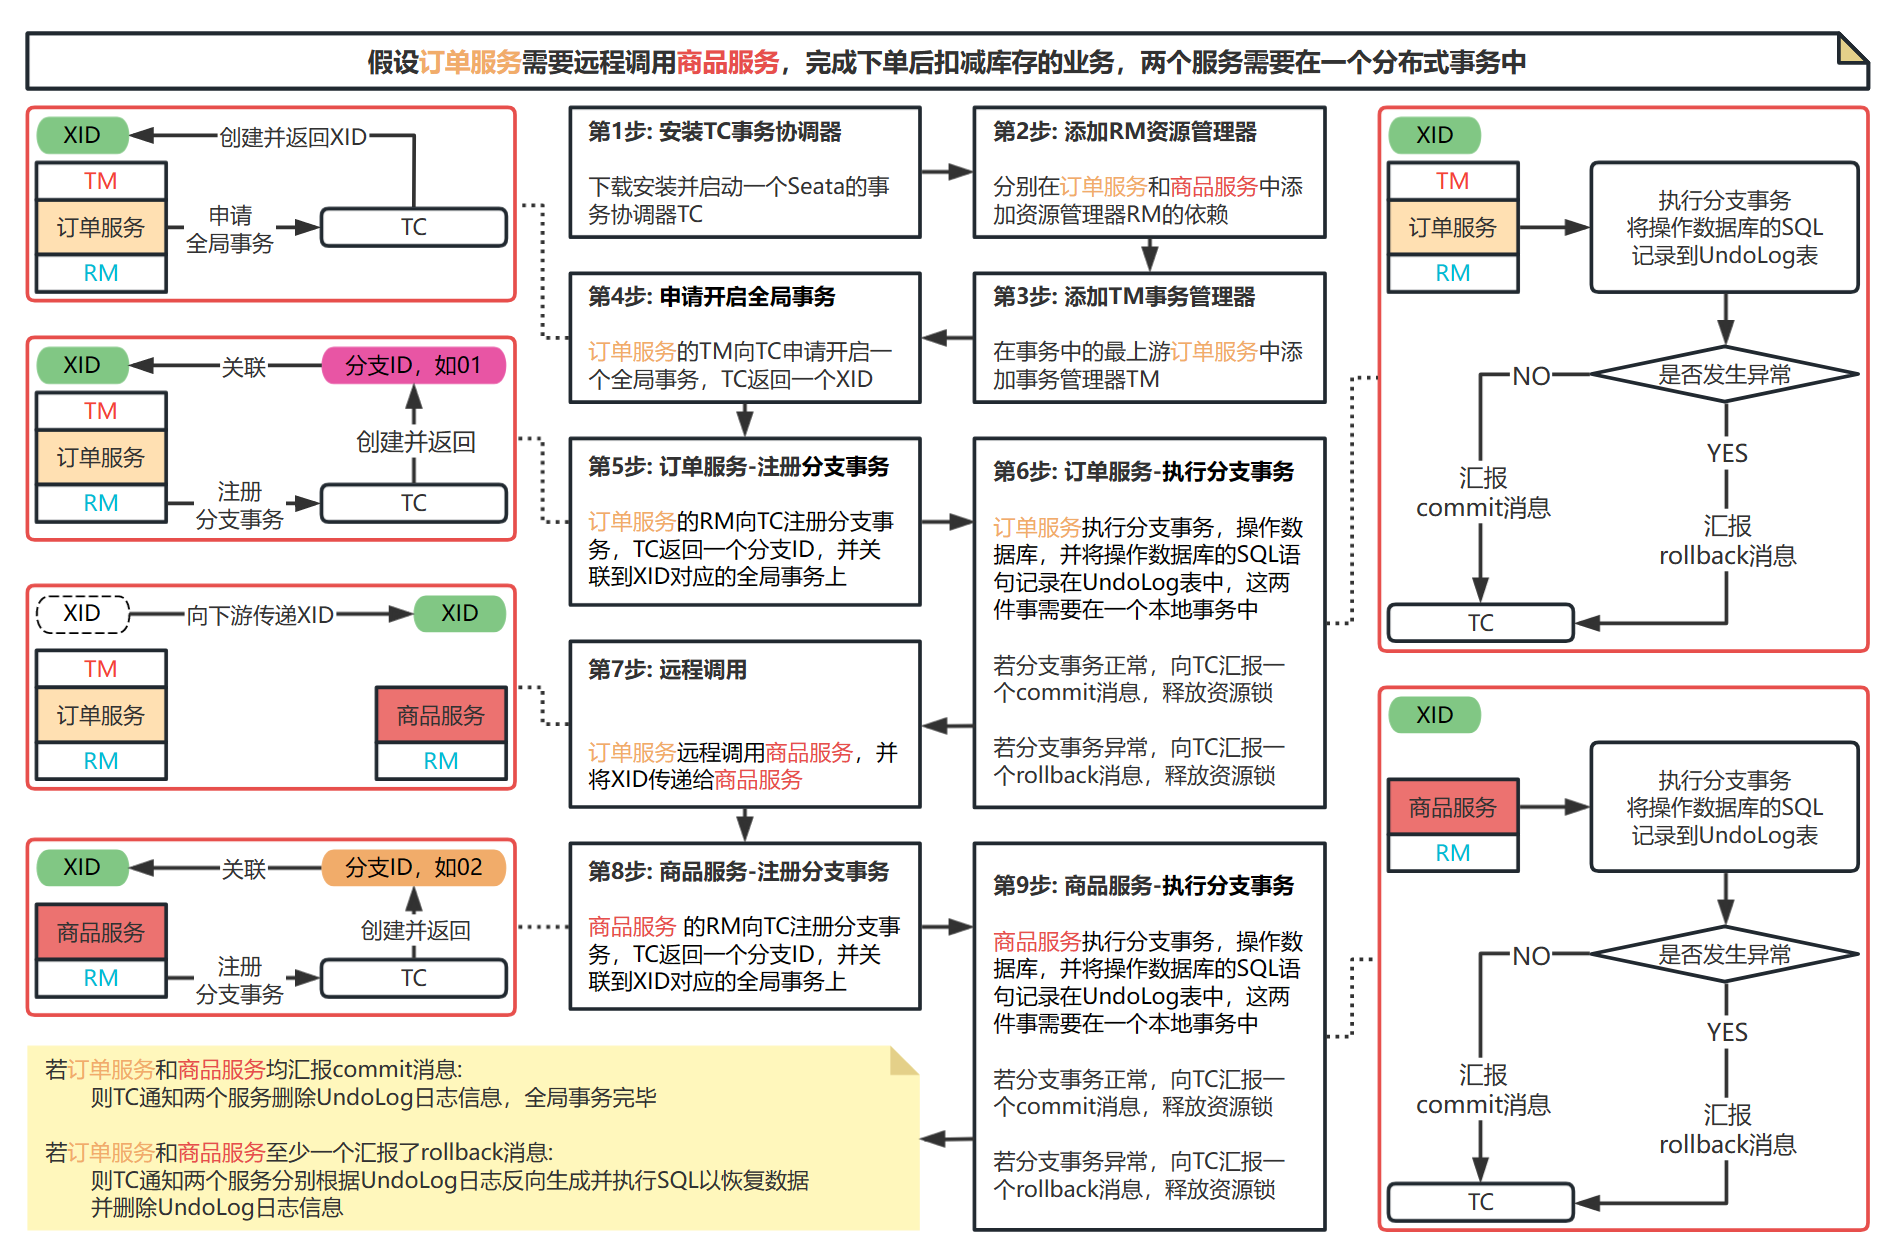 假设订单服务需要远程调用商品服务，完成下单后扣减库存的业务，两个服务需要在一个分布式事务中
XID
创建并返回XID
TM
订单服务
RM
申请
全局事务
TC
第1步: 安装TC事务协调器
下载安装并启动一个Seata的事
务协调器TC
第2步: 添加RM资源管理器
分别在订单服务和商品服务中添
加资源管理器RM的依赖
第4步: 申请开启全局事务
订单服务的TM向TC申请开启一
个全局事务，TC返回一个XID
第3步: 添加TM事务管理器
在事务中的最上游订单服务中添
加事务管理器TM
XID
关联
分支ID，如01
TM
订单服务
RM
创建并返回
注册
分支事务
TC
第5步: 订单服务-注册分支事务
订单服务的RM向TC注册分支事
务，TC返回一个分支ID，并关
联到XID对应的全局事务上
第6步: 订单服务-执行分支事务
订单服务执行分支事务，操作数
据库，并将操作数据库的SQL语
句记录在UndoLog表中，这两
件事需要在一个本地事务中
若分支事务正常，向TC汇报一
个commit消息，释放资源锁
若分支事务异常，向TC汇报一
个rollback消息，释放资源锁
XID
TM
订单服务
RM
执行分支事务
将操作数据库的SQL
记录到UndoLog表
是否发生异常
NO
YES
汇报
commit消息
汇报
rollback消息
TC
XID
向下游传递XID
XID
TM
订单服务
RM
商品服务
RM
第7步: 远程调用
订单服务远程调用商品服务，并
将XID传递给商品服务
XID
关联
分支ID，如02
商品服务
RM
创建并返回
注册
分支事务
TC
第8步: 商品服务-注册分支事务
商品服务 的RM向TC注册分支事
务，TC返回一个分支ID，并关
联到XID对应的全局事务上
第9步: 商品服务-执行分支事务
商品服务执行分支事务，操作数
据库，并将操作数据库的SQL语
句记录在UndoLog表中，这两
件事需要在一个本地事务中
若分支事务正常，向TC汇报一
个commit消息，释放资源锁
若分支事务异常，向TC汇报一
个rollback消息，释放资源锁
XID
商品服务
RM
执行分支事务
将操作数据库的SQL
记录到UndoLog表
是否发生异常
NO
YES
汇报
commit消息
汇报
rollback消息
TC
若订单服务和商品服务均汇报commit消息:
则TC通知两个服务删除UndoLog日志信息，全局事务完毕
若订单服务和商品服务至少一个汇报了rollback消息:
则TC通知两个服务分别根据UndoLog日志反向生成并执行SQL以恢复数据
并删除UndoLog日志信息